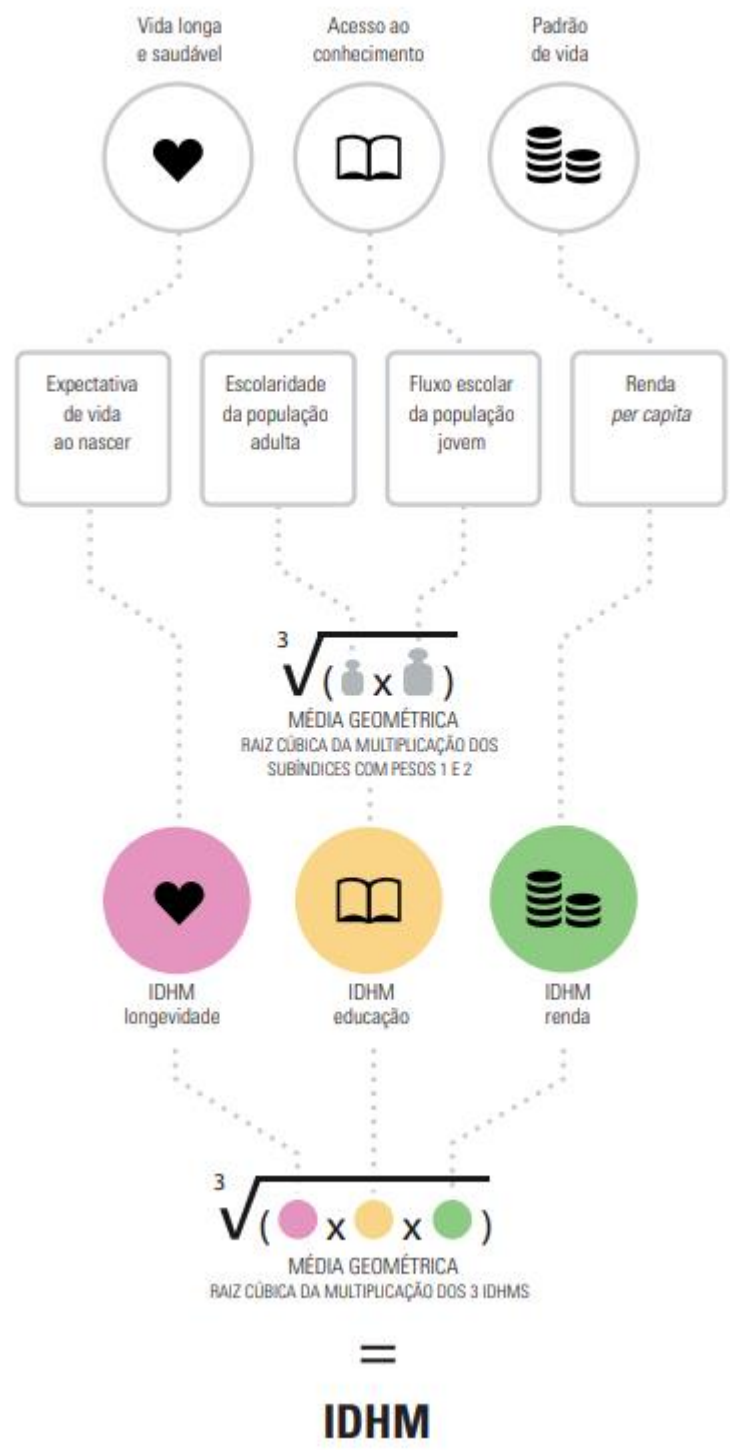 Vida longa
e saudável
Acesso ao
conhecimento
Padrão
de vida
Expectativa
de vida
ao nascer
Escolaridade
da população
adulta
Fluxo escolar
da população
jovem
Renda
per capita
3
√( x )
MÉDIA GEOMÉTRICA
RAIZ CÚBICA DA MULTIPLICAÇÃO DOS
SUBÍNDICES COM PESOS 1 E 2
IDHM
longevidade
IDHM
educação
IDHM
renda
3
√( x x )
MÉDIA GEOMÉTRICA
RAIZ CÚBICA DA MULTIPLICAÇÃO DOS 3 IDHMS
=
IDHM